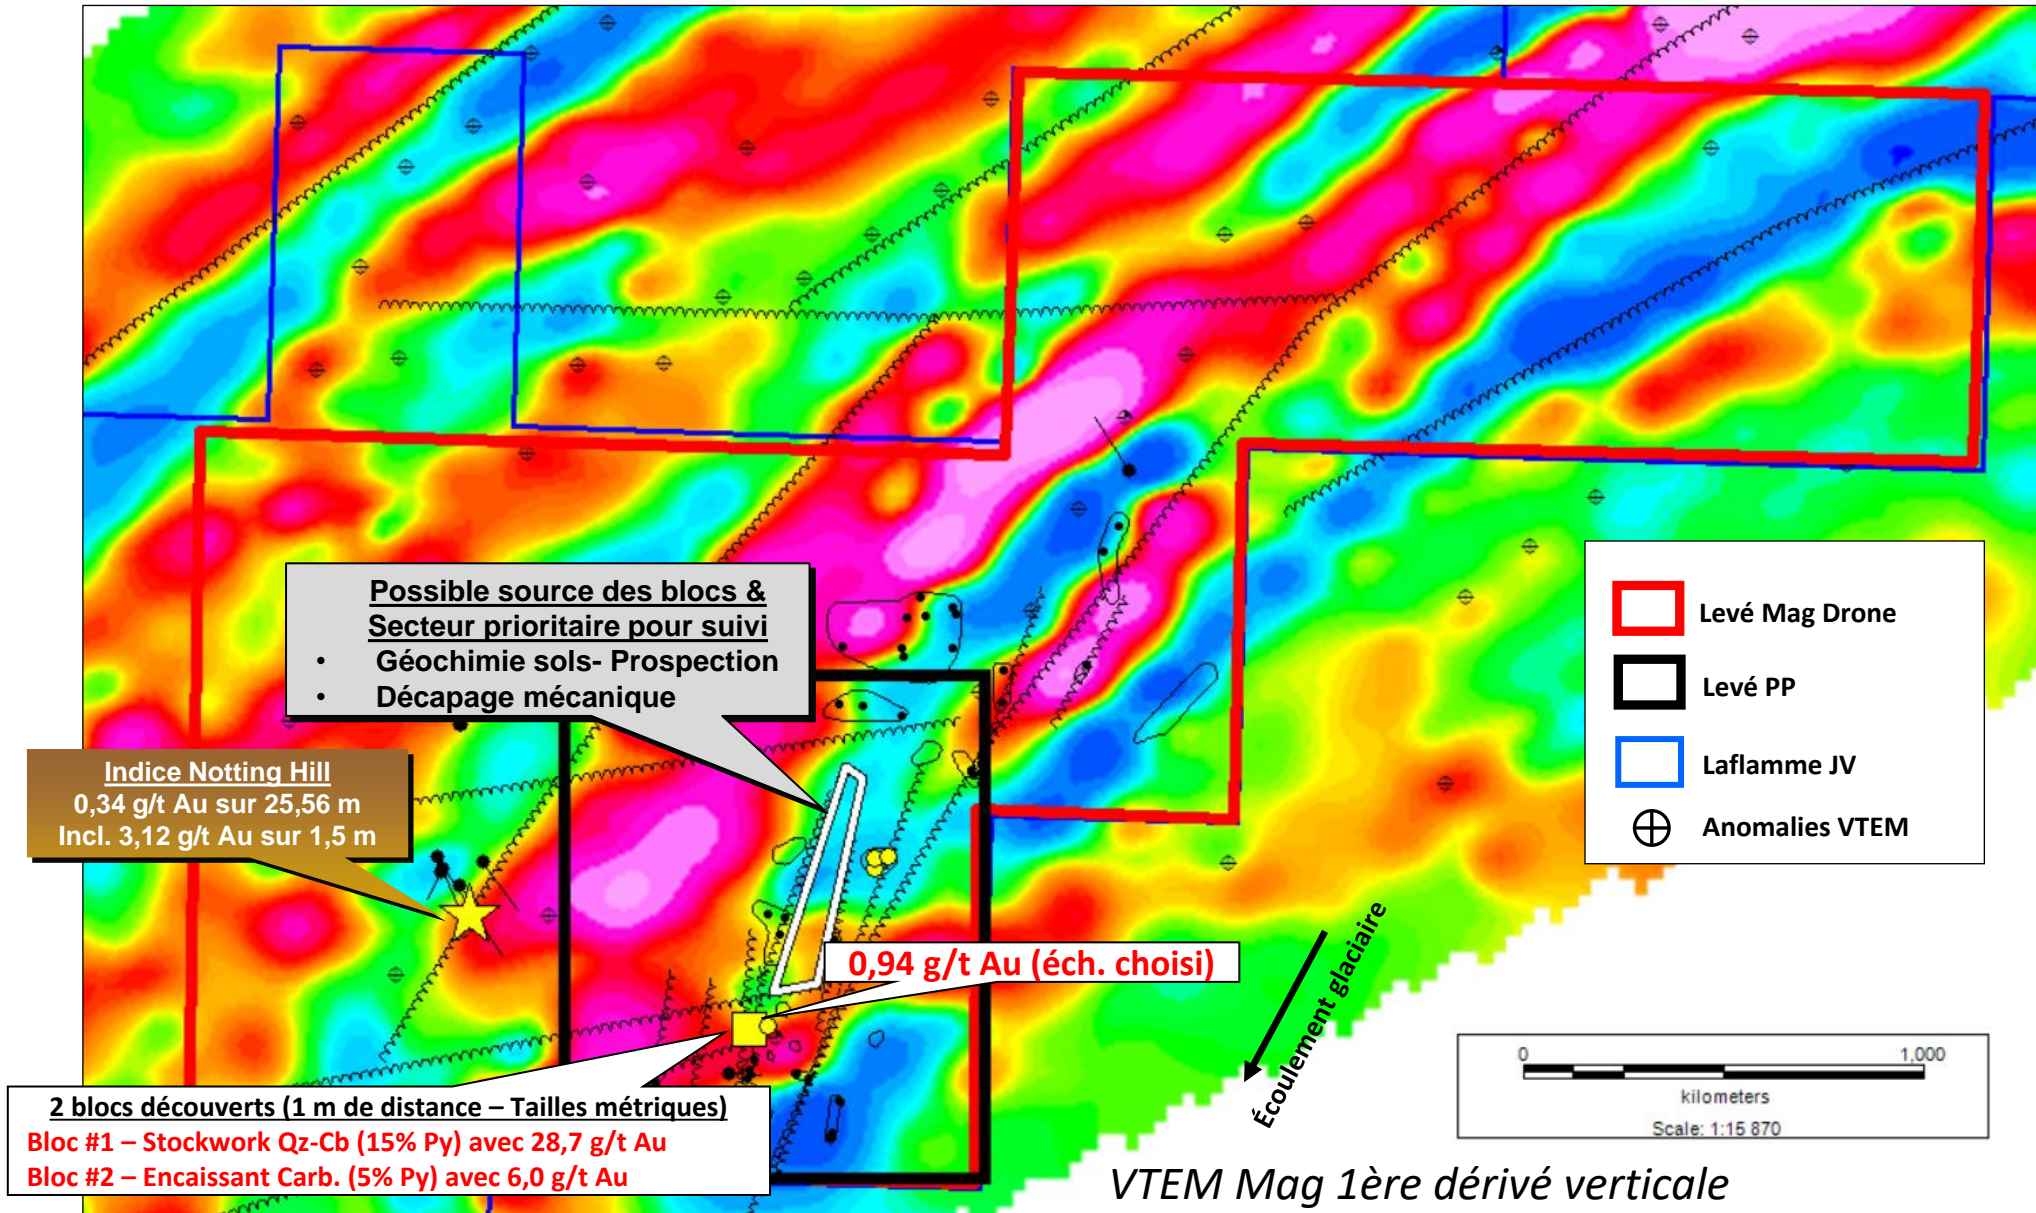 Possible source des blocs &
Secteur prioritaire pour suivi
• Géochimie sols- Prospection
• Décapage mécanique
Indice Notting Hill
0,34 g/t Au sur 25,56 m
Incl. 3,12 g/t Au sur 1,5 m
Levé Mag Drone
Levé PP
Laflamme JV
Anomalies VTEM
0,94 g/t Au (éch. choisi)
Écoulement glaciaire
0 1,000
kilometers
Scale: 1:15 870
2 blocs découverts (1 m de distance – Tailles métriques)
Bloc #1 – Stockwork Qz-Cb (15% Py) avec 28,7 g/t Au
Bloc #2 – Encaissant Carb. (5% Py) avec 6,0 g/t Au
VTEM Mag 1ère dérivé verticale